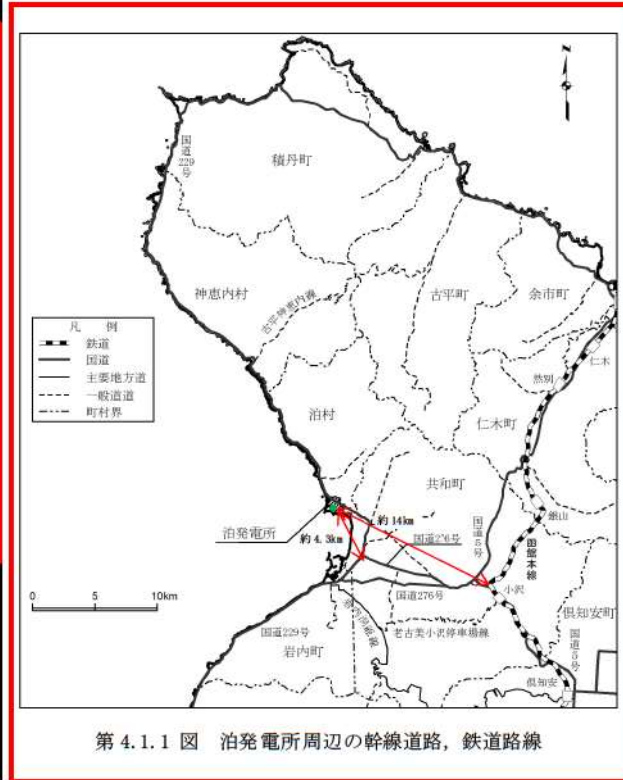 N
国道229号
積丹町
神恵内村
古平神恵内線
古平町
余市町
凡 例
鉄道
国道
主要地方道
一般道道
町村界
仁木
然別
泊村
仁木町
共和町
泊発電所
約14km
約4.3km
国道276号
国道5号
銀山
函館本線
小沢
国道276号
0 5 10km
国道229号
岩内町
老古美小沢停車場線
倶知安町
国道5号
倶知安
第 4.1.1 図 泊発電所周辺の幹線道路，鉄道路線